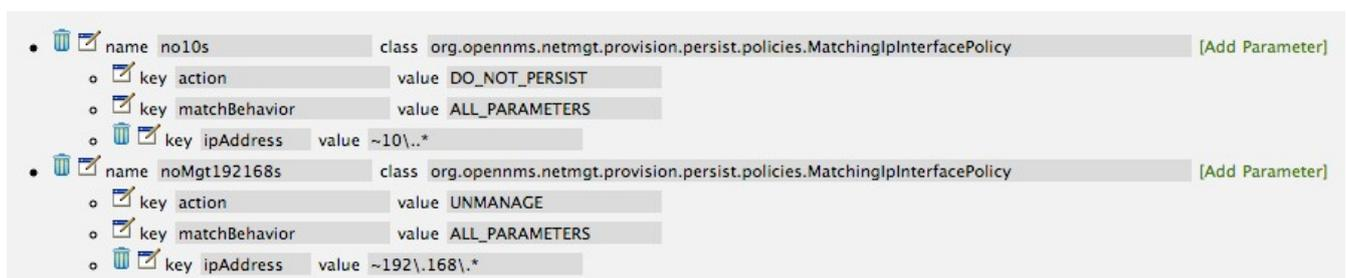 name no10s class org.opennms.netmgt.provision.persist.policies.MatchingIpInterfacePolicy [Add Parameter]
key action value DO_NOT_PERSIST
key matchBehavior value ALL_PARAMETERS
key ipAddress value ~10\..*
name noMgt192168s class org.opennms.netmgt.provision.persist.policies.MatchingIpInterfacePolicy [Add Parameter]
key action value UNMANAGE
key matchBehavior value ALL_PARAMETERS
key ipAddress value ~192\.168\.*